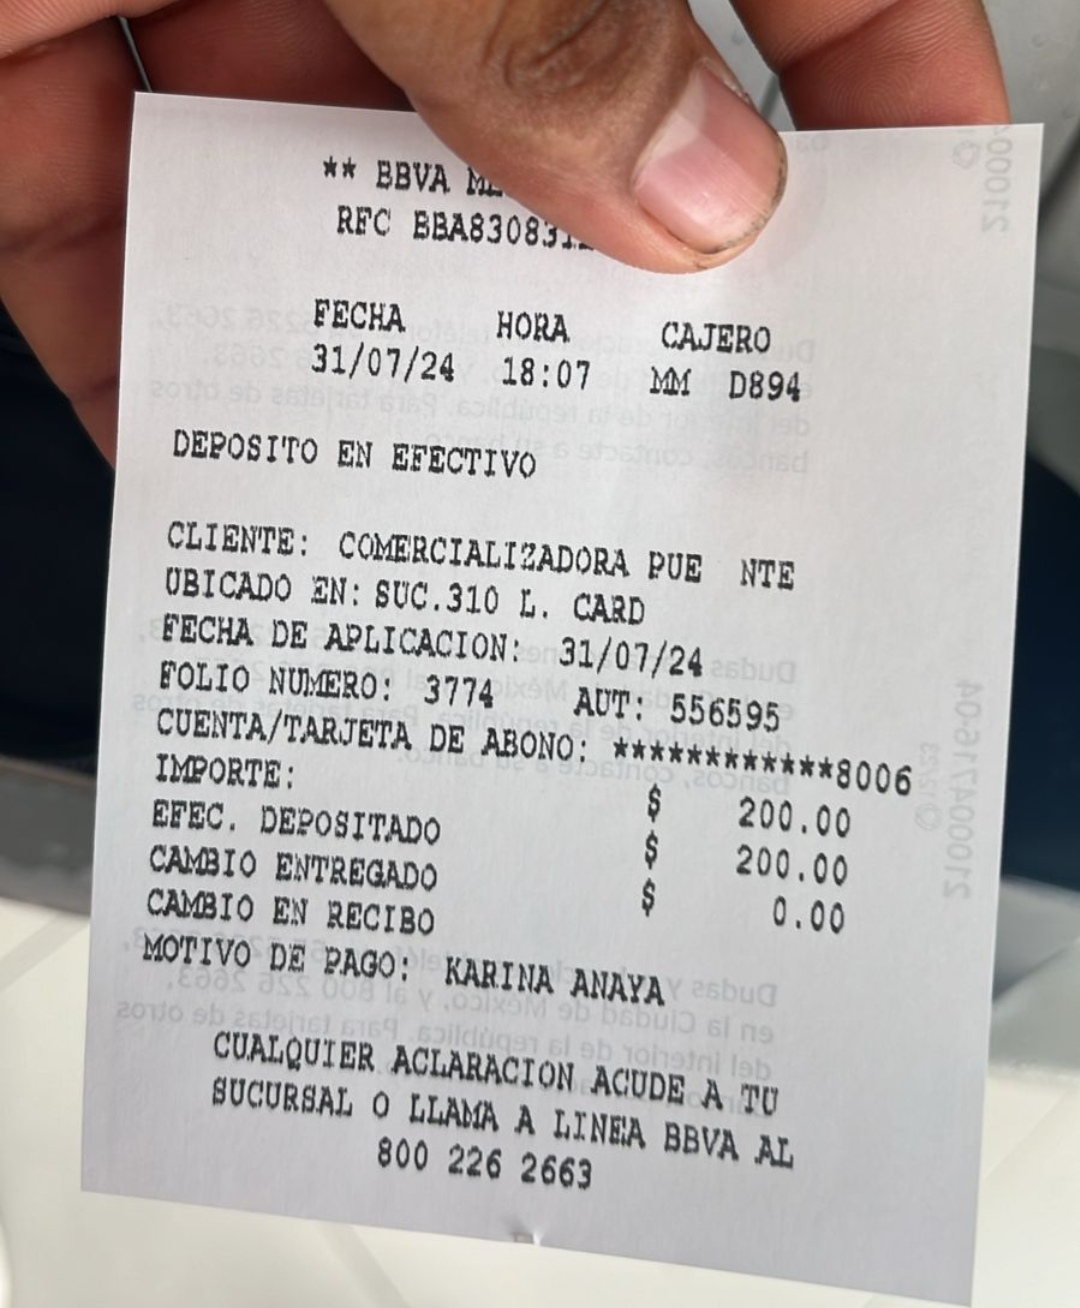 ** BBVA
RFC BBA830831
FECHA HORA CAJERO
31/07/24 18:07 MM D894
DEPOSITO EN EFECTIVO
CLIENTE: COMERCIALIZADORA PUE NTE
UBICADO EN: SUC.310 L. CARD
FECHA DE APLICACION: 31/07/24
FOLIO NUMERO: 3774 AUT: 556595
CUENTA/TARJETA DE ABONO: ************8006
IMPORTE: $ 200.00
EFEC. DEPOSITADO $ 200.00
CAMBIO ENTREGADO $ 0.00
CAMBIO EN RECIBO
MOTIVO DE PAGO: KARINA ANAYA
CUALQUIER ACLARACION ACUDE A TU
SUCURSAL O LLAMA A LINEA BBVA AL
800 226 2663
210004716-04